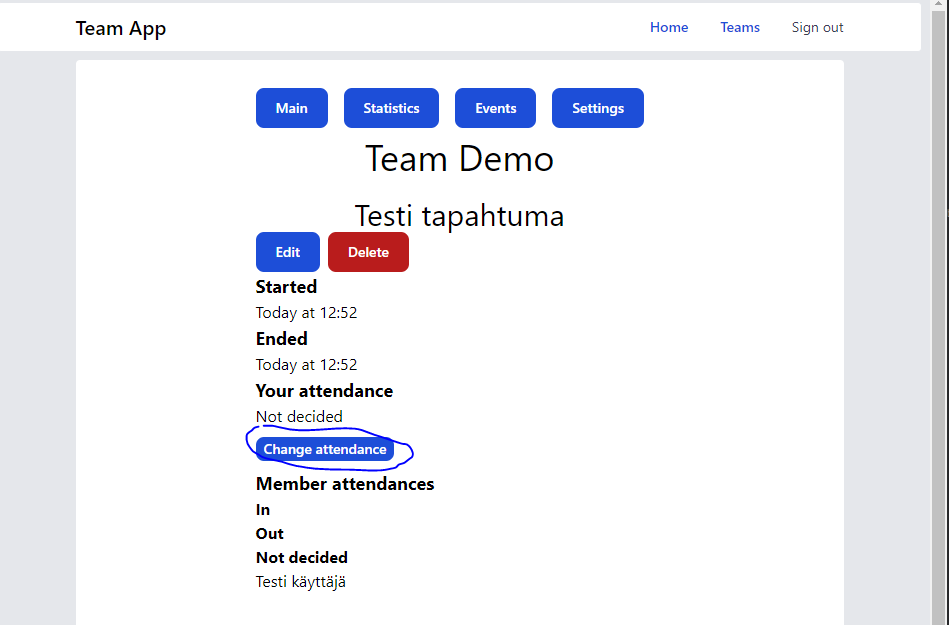 Team App Home Teams Sign out
Main Statistics Events Settings
Team Demo
Testi tapahtuma
Edit Delete
Started
Today at 12:52
Ended
Today at 12:52
Your attendance
Not decided
Change attendance
Member attendances
In
Out
Not decided
Testi käyttäjä